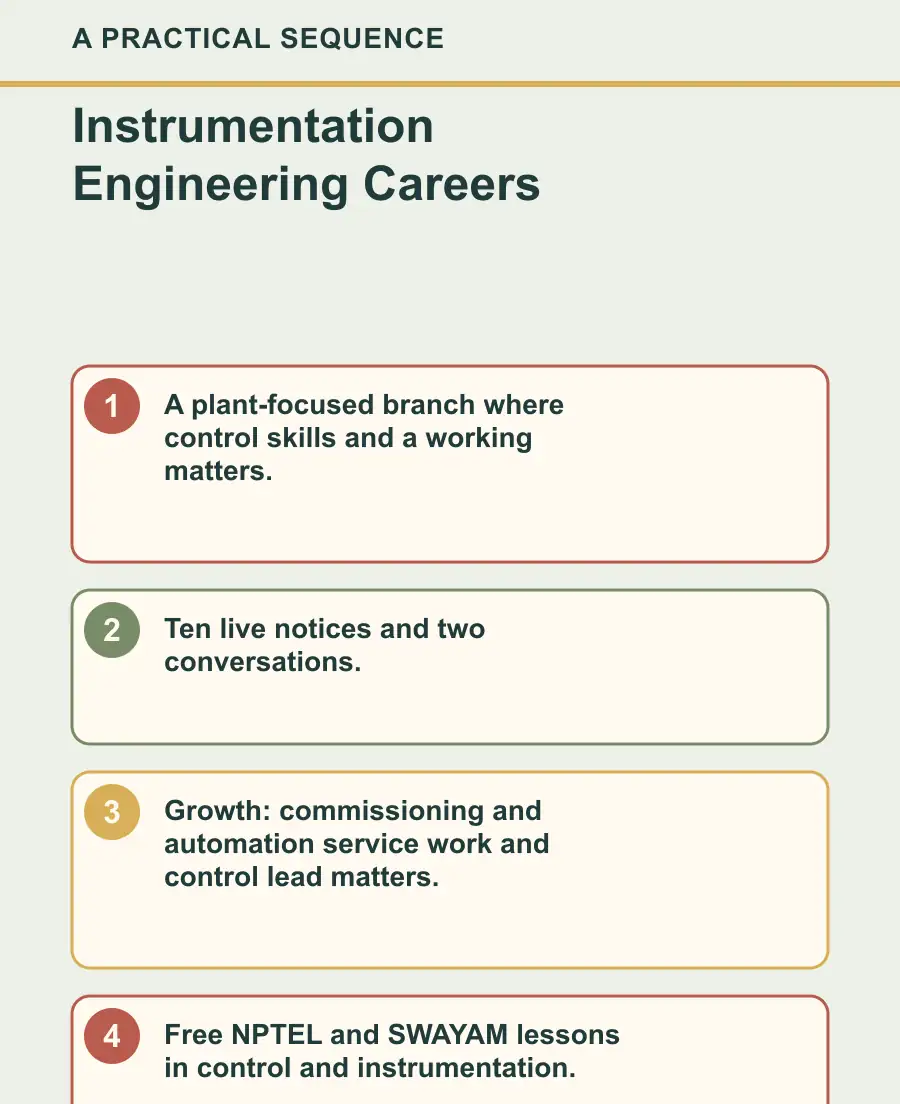 A PRACTICAL SEQUENCE
Instrumentation
Engineering Careers
1
A plant-focused branch where
control skills and a working
matters.
2
Ten live notices and two
conversations.
3
Growth: commissioning and
automation service work and
control lead matters.
4
Free NPTEL and SWAYAM lessons
in control and instrumentation.